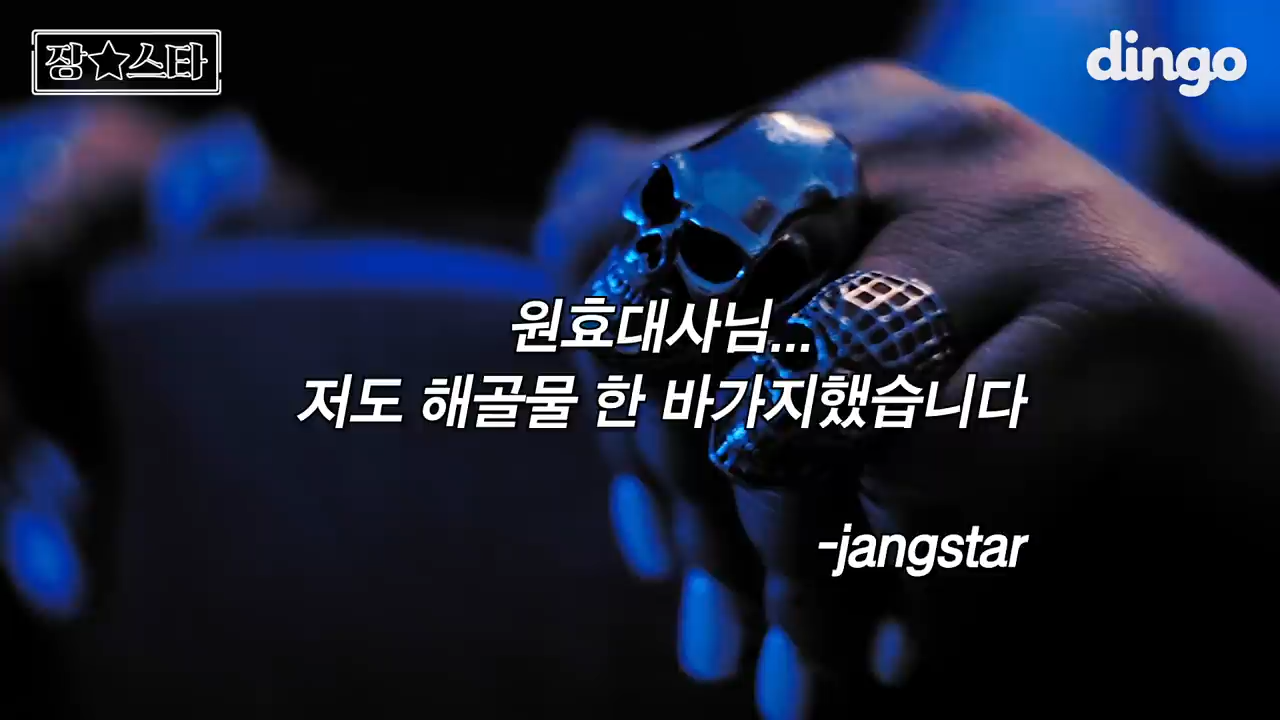 장☆스타
dingo
원효대사님...
저도 해골물 한 바가지했습니다
-jangstar